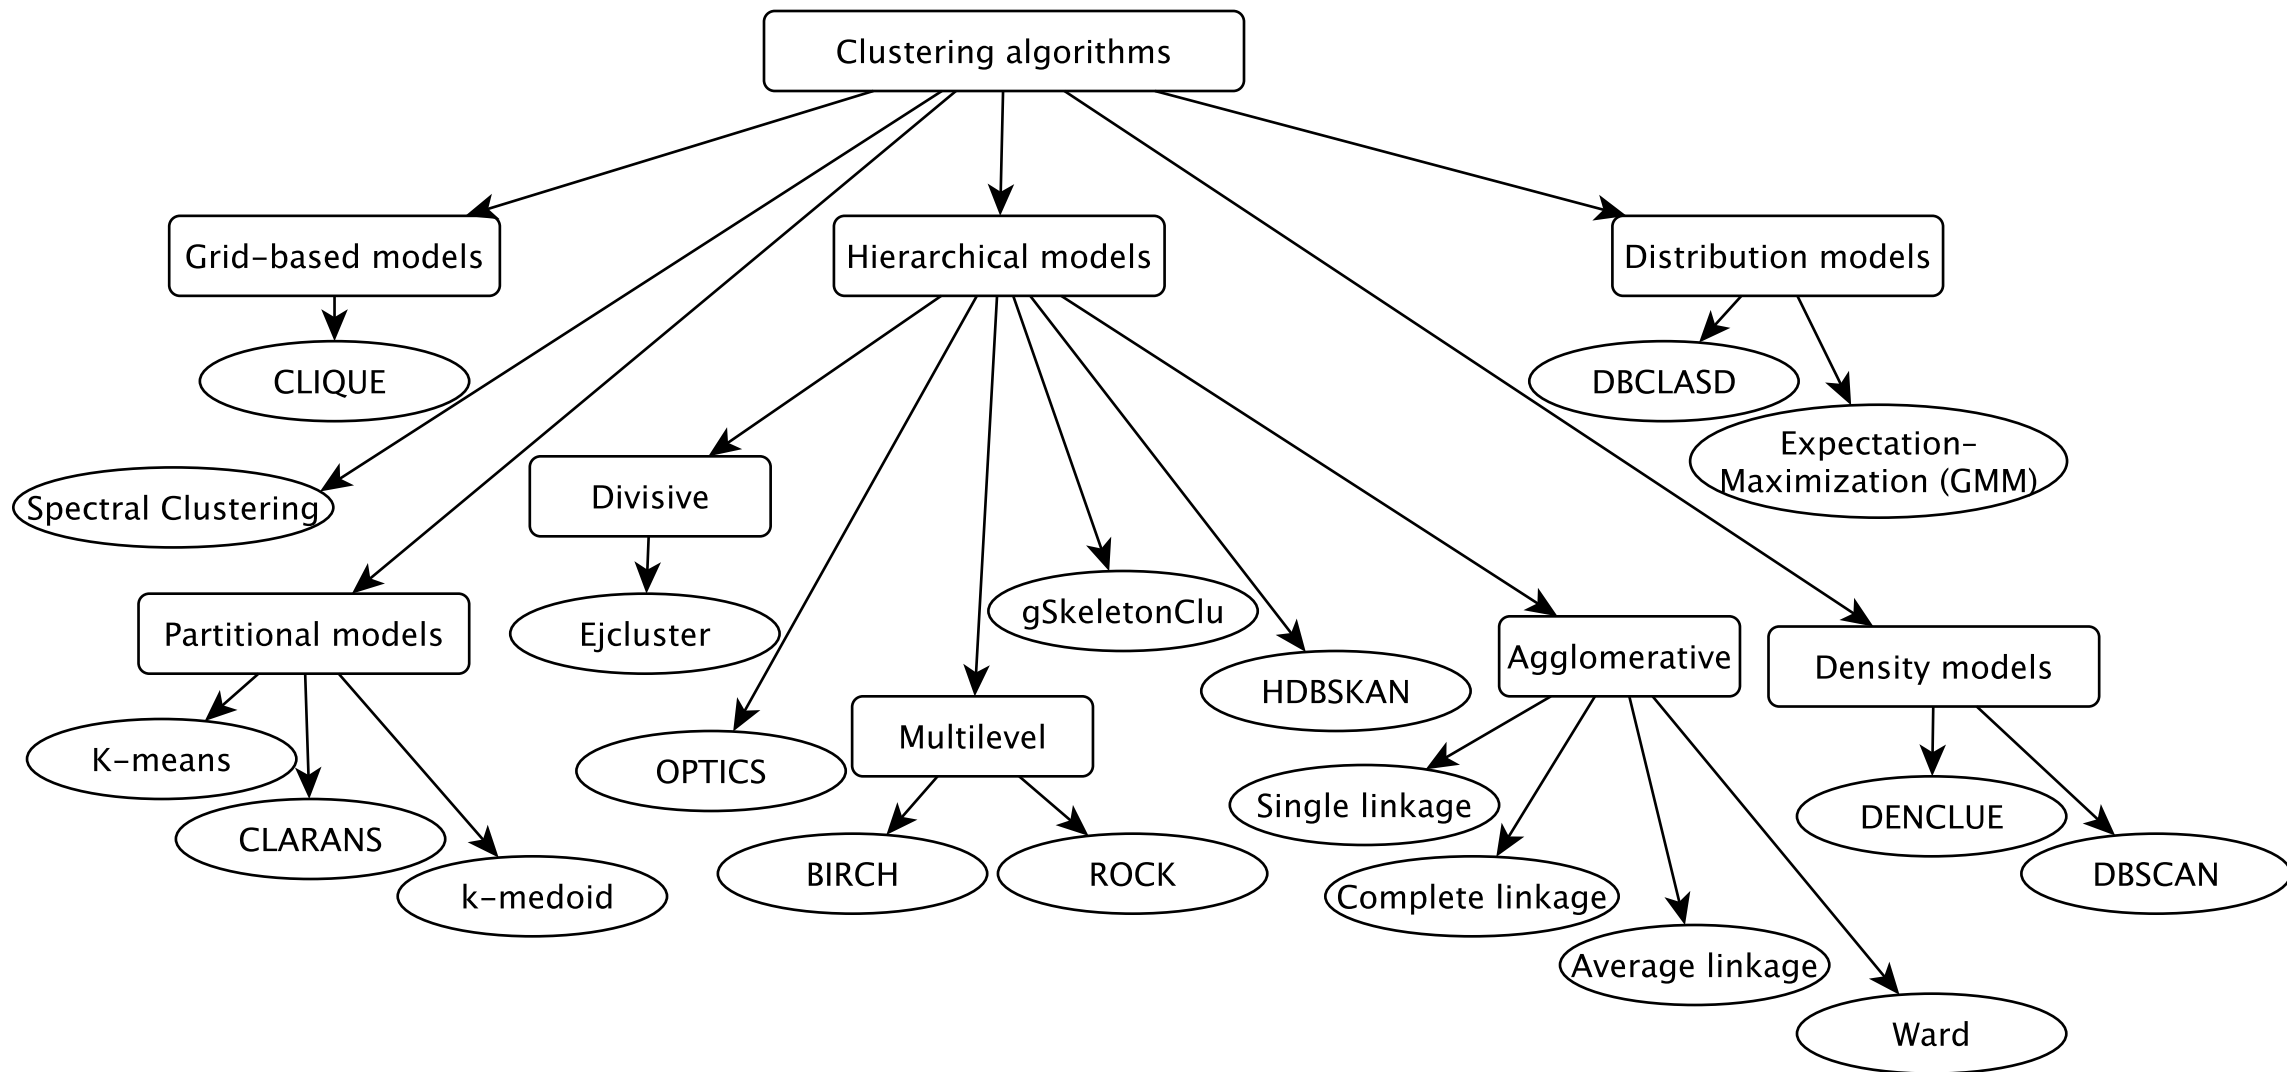 Clustering algorithms
Grid-based models
Hierarchical models
Distribution models
CLIQUE
DBCLASD
Expectation-
Maximization (GMM)
Spectral Clustering
Divisive
Partitional models
Ejcluster
gSkeletonClu
Agglomerative
Density models
HDBSKAN
K-means
OPTICS
Multilevel
Single linkage
DENCLUE
CLARANS
BIRCH
ROCK
DBSCAN
k-medoid
Complete linkage
Average linkage
Ward